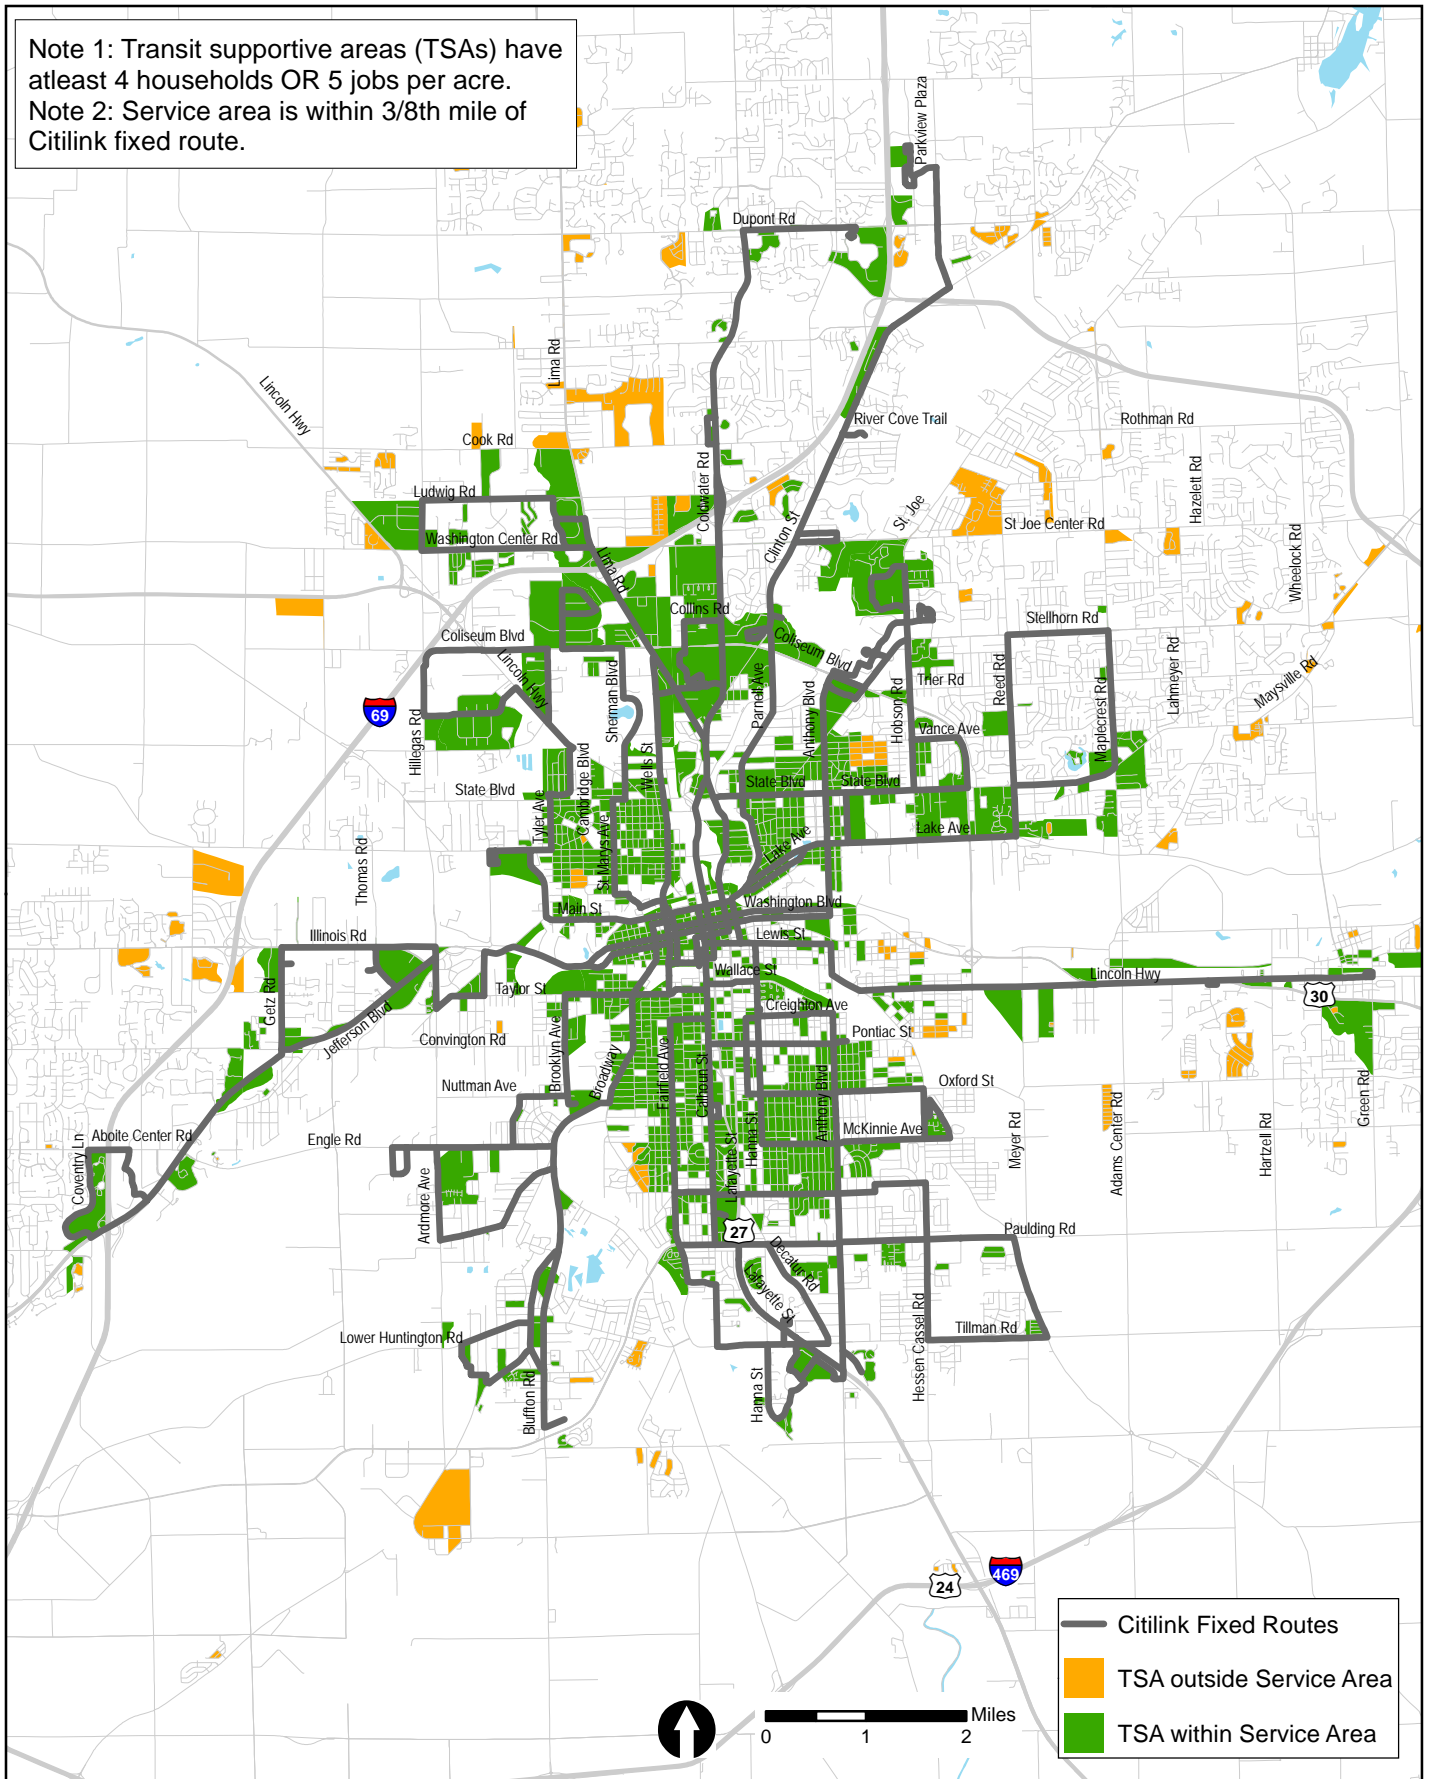 Note 1: Transit supportive areas (TSAs) have
atleast 4 households OR 5 jobs per acre.
Note 2: Service area is within 3/8th mile of
Citilink fixed route.
Parkview Plaza
Dupont Rd
Lima Rd
Lincoln Hwy
River Cove Trail
Rothman Rd
Cook Rd
Coldwater Rd
Hazelett Rd
Ludwig Rd
St. Joe
St Joe Center Rd
Washington Center Rd
Clinton St
Wheelock Rd
Lima Rd
Collins Rd
Stellhorn Rd
Coliseum Blvd
Coliseum Blvd
Lincoln Hwy
Sherman Blvd
Parnell Ave
Anthony Blvd
Hobson Rd
Trier Rd
Reed Rd
Maplecrest Rd
Lahmeyer Rd
Maysville Rd
69
Hillegas Rd
Vance Ave
Cambridge Blvd
Wells St
State Blvd
State Blvd
State Blvd
Tyler Ave
St Marys Ave
Lake Ave
Lake Ave
Thomas Rd
Main St
Washington Blvd
Illinois Rd
Lewis St
Wallace St
Lincoln Hwy
Getz Rd
Taylor St
30
Creighton Ave
Jefferson Blvd
Convington Rd
Pontiac St
Brooklyn Ave
Broadway
Fairfield Ave
Calhoun St
Anthony Blvd
Nuttman Ave
Oxford St
Green Rd
Aboite Center Rd
Engle Rd
Hanna St
McKinnie Ave
Meyer Rd
Adams Center Rd
Hartzell Rd
Coventry Ln
Ardmore Ave
Lafayette St
27
Paulding Rd
Decatur Rd
Lafayette St
Lower Huntington Rd
Hessen Cassel Rd
Tillman Rd
Bluffton Rd
Hanna St
469
24
Citilink Fixed Routes
TSA outside Service Area
TSA within Service Area
Miles
0 1 2